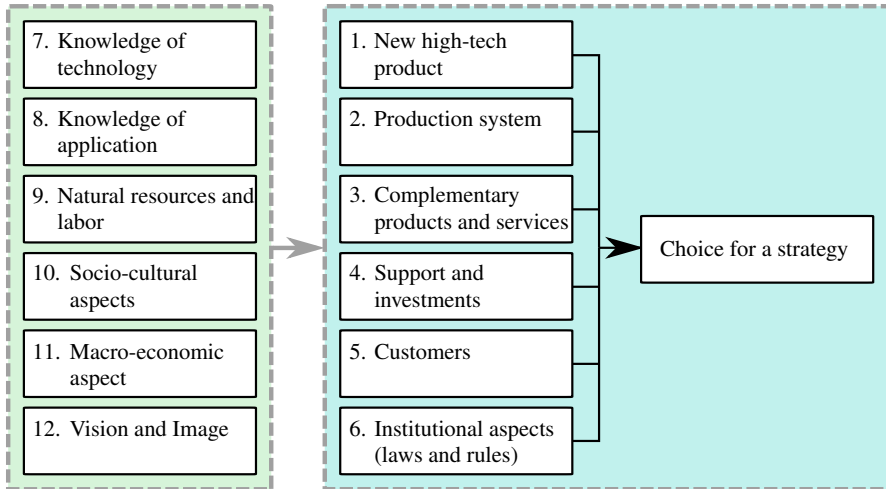 7. Knowledge of
technology
8. Knowledge of
application
9. Natural resources and
labor
10. Socio-cultural
aspects
11. Macro-economic
aspect
12. Vision and Image
1. New high-tech
product
2. Production system
3. Complementary
products and services
4. Support and
investments
5. Customers
6. Institutional aspects
(laws and rules)
Choice for a strategy